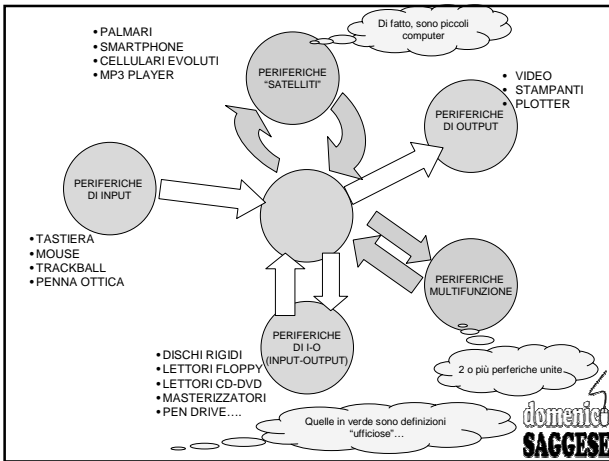 • PALMARI
• SMARTPHONE
• CELLULARI EVOLUTI
• MP3 PLAYER
PERIFERICHE
"SATELLITI"
Di fatto, sono piccoli
computer
PERIFERICHE
DI OUTPUT
• VIDEO
• STAMPANTI
• PLOTTER
PERIFERICHE
DI INPUT
• TASTIERA
• MOUSE
• TRACKBALL
• PENNA OTTICA
PERIFERICHE
MULTIFUNZIONE
PERIFERICHE
DI I-O
(INPUT-OUTPUT)
• DISCHI RIGIDI
• LETTORI FLOPPY
• LETTORI CD-DVD
• MASTERIZZATORI
• PEN DRIVE….
2 o più perferiche unite
Quelle in verde sono definizioni
"ufficiose"…
domenico
SAGGESE